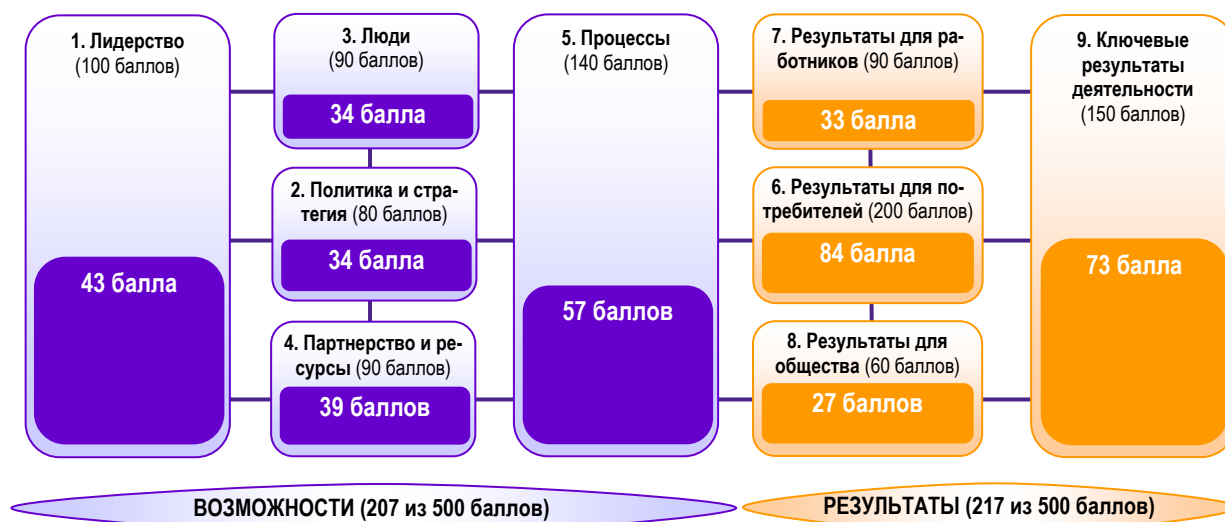 1. Лидерство
(100 баллов)
43 балла
3. Люди
(90 баллов)
34 балла
2. Политика и стра-
тегия (80 баллов)
34 балла
4. Партнерство и ре-
сурсы (90 баллов)
39 баллов
5. Процессы
(140 баллов)
57 баллов
7. Результаты для ра-
ботников (90 баллов)
33 балла
6. Результаты для по-
требителей (200 баллов)
84 балла
8. Результаты для
общества (60 баллов)
27 баллов
9. Ключевые
результаты
деятельности
(150 баллов)
73 балла
ВОЗМОЖНОСТИ (207 из 500 баллов)
РЕЗУЛЬТАТЫ (217 из 500 баллов)